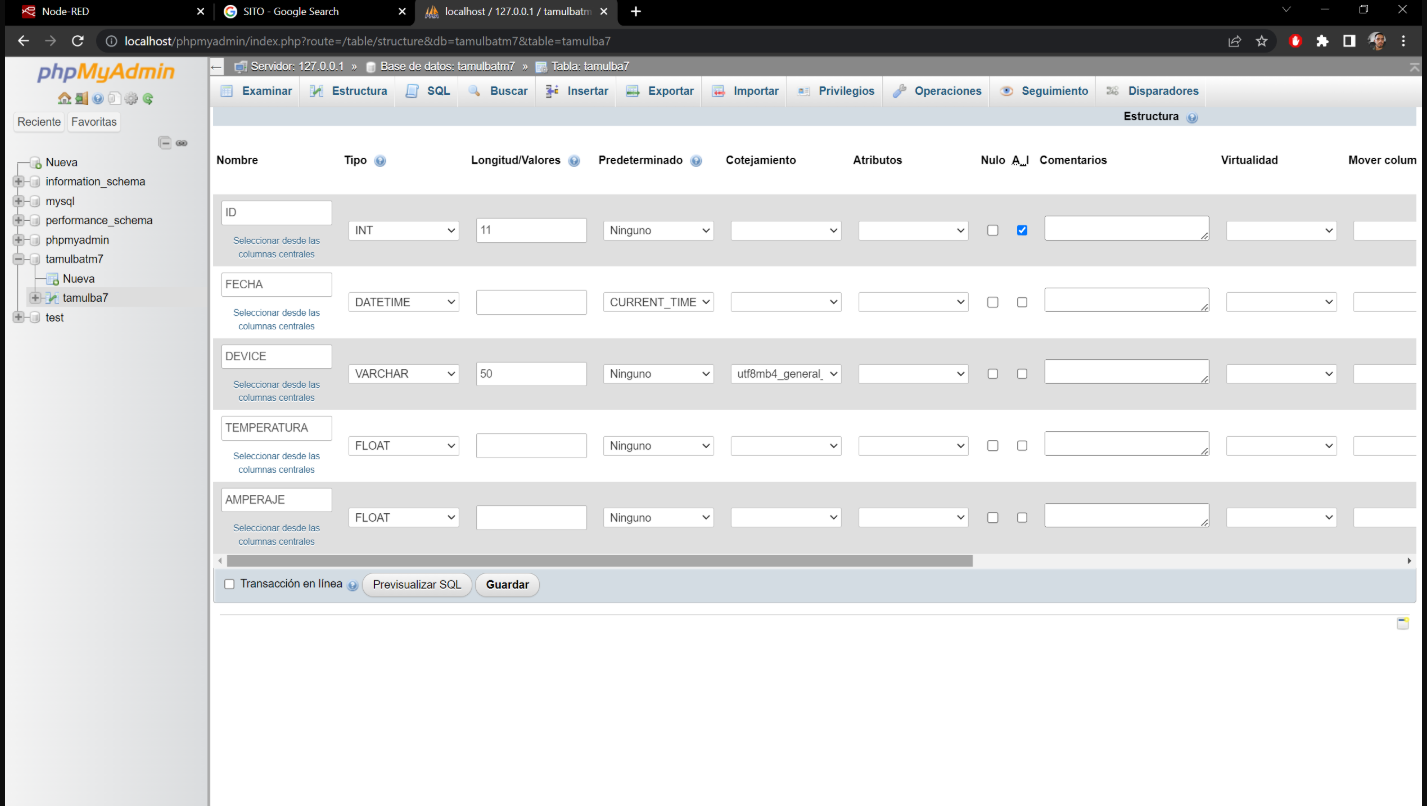 Node-RED
SITO - Google Search
localhost / 127.0.0.1 / tamulbatm
localhost/phpmyadmin/index.php?route=/table/structure&db=tamulbatm7&table=tamulba7
phpMyAdmin
Reciente Favoritas
Nueva
information_schema
mysql
performance_schema
phpmyadmin
tamulbatm7
Nueva
tamulba7
test
Servidor: 127.0.0.1 » Base de datos: tamulbatm7 » Tabla: tamulba7
Examinar Estructura SQL Buscar Insertar Exportar Importar Privilegios Operaciones Seguimiento Disparadores
Estructura
Nombre Tipo Longitud/Valores Predeterminado Cotejamiento Atributos Nulo A_I Comentarios Virtualidad Mover colum
ID
Seleccionar desde las
columnas centrales
INT 11 Ninguno
FECHA
Seleccionar desde las
columnas centrales
DATETIME CURRENT_TIME
DEVICE
Seleccionar desde las
columnas centrales
VARCHAR 50 Ninguno utf8mb4_general_
TEMPERATURA
Seleccionar desde las
columnas centrales
FLOAT Ninguno
AMPERAJE
Seleccionar desde las
columnas centrales
FLOAT Ninguno
Transacción en línea Previsualizar SQL Guardar